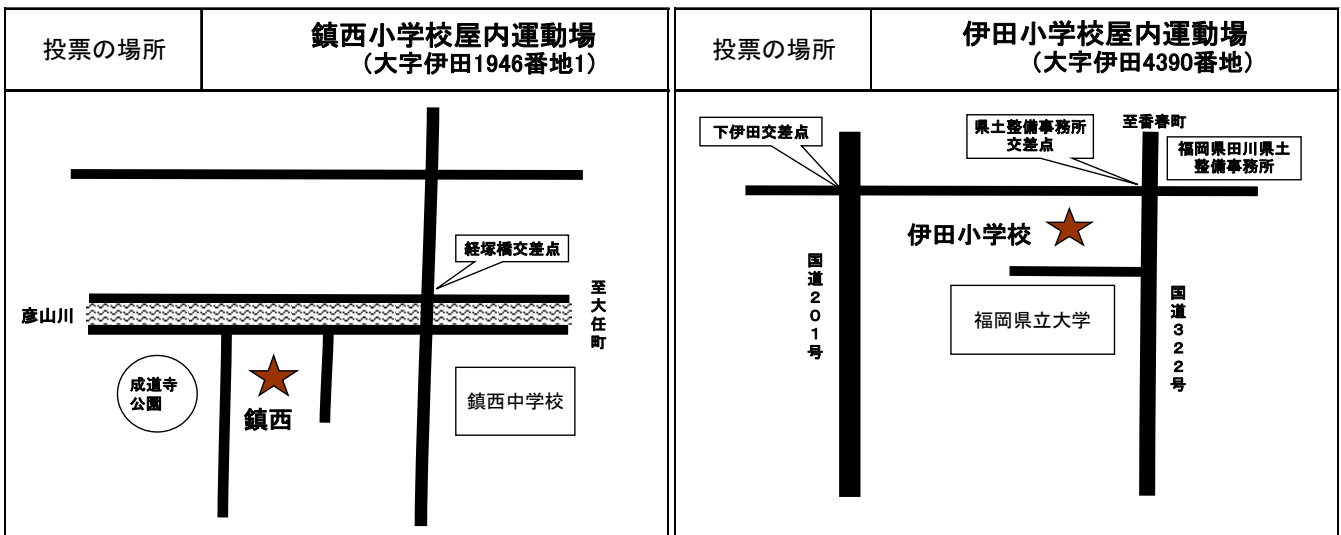 投票の場所
鎮西小学校屋内運動場
（大字伊田1946番地1）
経塚橋交差点
至大任町
彦山川
成道寺
公園
鎮西
鎮西中学校
投票の場所
伊田小学校屋内運動場
（大字伊田4390番地）
下伊田交差点
県土整備事務所
交差点
至香春町
福岡県田川県土
整備事務所
伊田小学校
国道２０１号
福岡県立大学
国道３２２号